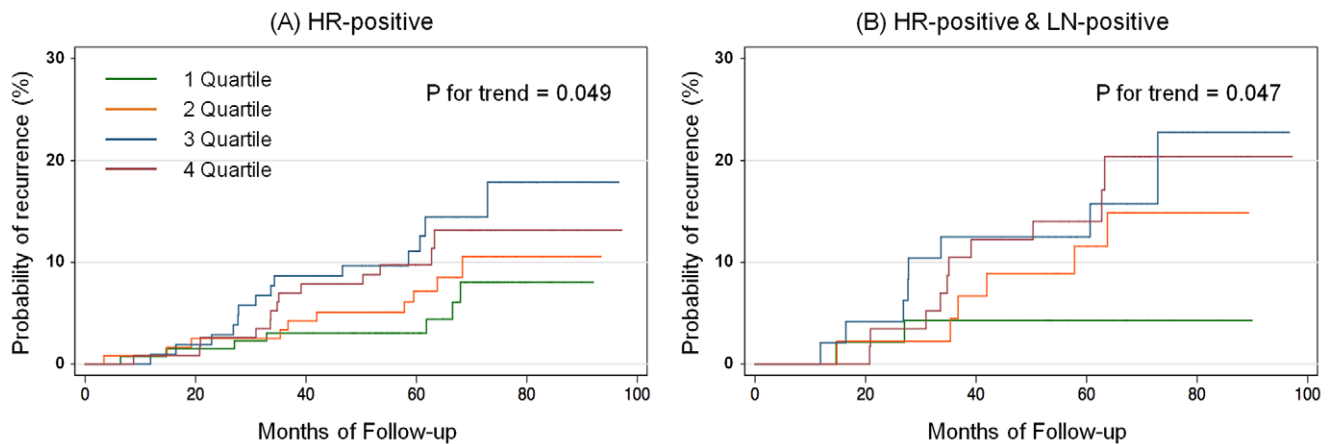 (A) HR-positive
Probability of recurrence (%)
30
20
10
0
1 Quartile
2 Quartile
3 Quartile
4 Quartile
P for trend = 0.049
0 20 40 60 80 100
Months of Follow-up
(B) HR-positive & LN-positive
Probability of recurrence (%)
30
20
10
0
P for trend = 0.047
0 20 40 60 80 100
Months of Follow-up